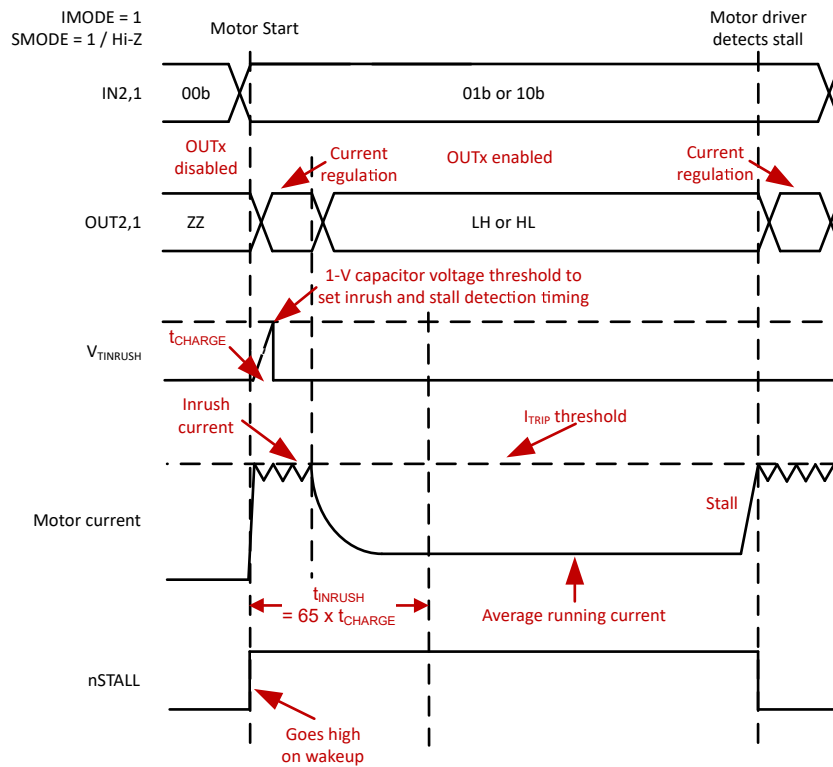 IMODE = 1
SMODE = 1 / Hi-Z
Motor Start
Motor driver
detects stall
IN2,1
00b
01b or 10b
OUTx
disabled
Current
regulation
OUTx enabled
Current
regulation
OUT2,1
ZZ
LH or HL
1-V capacitor voltage threshold to
set inrush and stall detection timing
tCHARGE
VTINRUSH
Inrush
current
ITRIP threshold
Motor current
Stall
tINRUSH
= 65 x tCHARGE
Average running current
nSTALL
Goes high
on wakeup